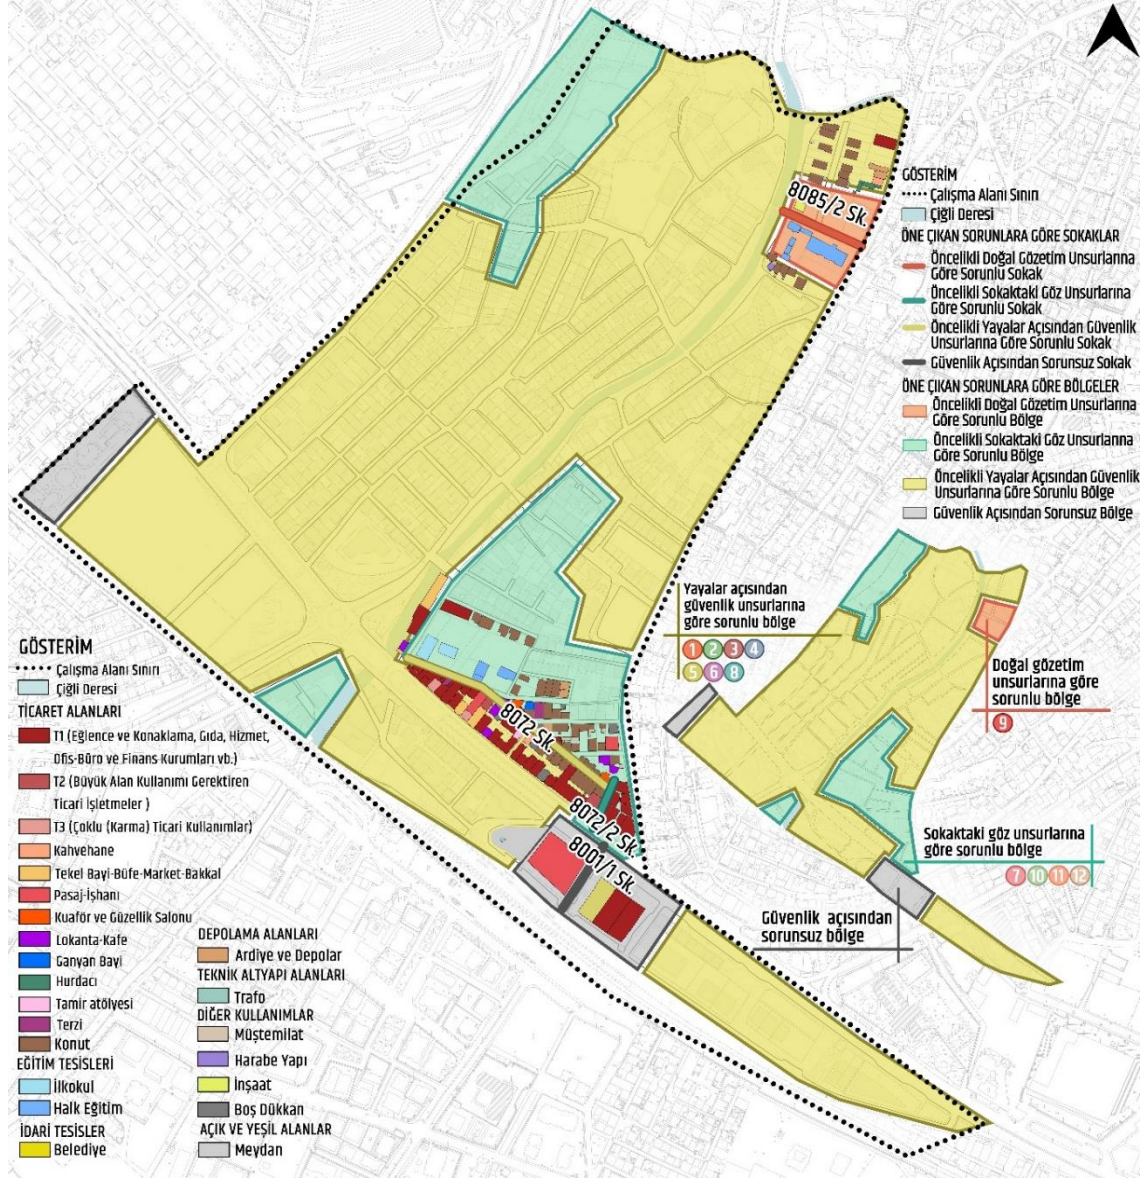 8085/2 Sk.
GÖSTERİM
Çalışma Alanı Sınırı
Çiğli Deresi
ÖNE ÇIKAN SORUNLARA GÖRE SOKAKLAR
Öncelikli Doğal Gözetim Unsurlarına
Göre Sorunlu Sokak
Öncelikli Sokaktaki Göz Unsurlarına
Göre Sorunlu Sokak
Öncelikli Yayalar Açısından Güvenlik
Unsurlarına Göre Sorunlu Sokak
Güvenlik Açısından Sorunsuz Sokak
ÖNE ÇIKAN SORUNLARA GÖRE BÖLGELER
Öncelikli Doğal Gözetim Unsurlarına
Göre Sorunlu Bölge
Öncelikli Sokaktaki Göz Unsurlarına
Göre Sorunlu Bölge
Öncelikli Yayalar Açısından Güvenlik
Unsurlarına Göre Sorunlu Bölge
Güvenlik Açısından Sorunsuz Bölge
Yayalar açısından
güvenlik unsurlarına
göre sorunlu bölge
1 2 3 4
5 6 8
Doğal gözetim
unsurlarına göre
sorunlu bölge
9
Sokaktaki göz unsurlarına
göre sorunlu bölge
7 10 11 12
Güvenlik açısından
sorunsuz bölge
8072 Sk.
8072/2 Sk.
8001/1 Sk.
GÖSTERİM
Çalışma Alanı Sınırı
Çiğli Deresi
TİCARET ALANLARI
T1 (Eğlence ve Konaklama, Gıda, Hizmet,
Ofis-Büro ve Finans Kurumları vb.)
T2 (Büyük Alan Kullanımı Gerektiren
Ticari İşletmeler )
T3 (Çoklu (Karma) Ticari Kullanımlar)
Kahvehane
Tekel Bayi-Büfe-Market-Bakkal
Pasaj-İşhanı
Kuaför ve Güzellik Salonu
Lokanta-Kafe
Ganyan Bayi
Hurdacı
Tamir atölyesi
Terzi
Konut
EĞİTİM TESİSLERİ
İlkokul
Halk Eğitim
İDARİ TESİSLER
Belediye
DEPOLAMA ALANLARI
Ardiye ve Depolar
TEKNİK ALTYAPI ALANLARI
Trafo
DİĞER KULLANIMLAR
Müştemilat
Harabe Yapı
İnşaat
Boş Dükkan
AÇIK VE YEŞİL ALANLAR
Meydan